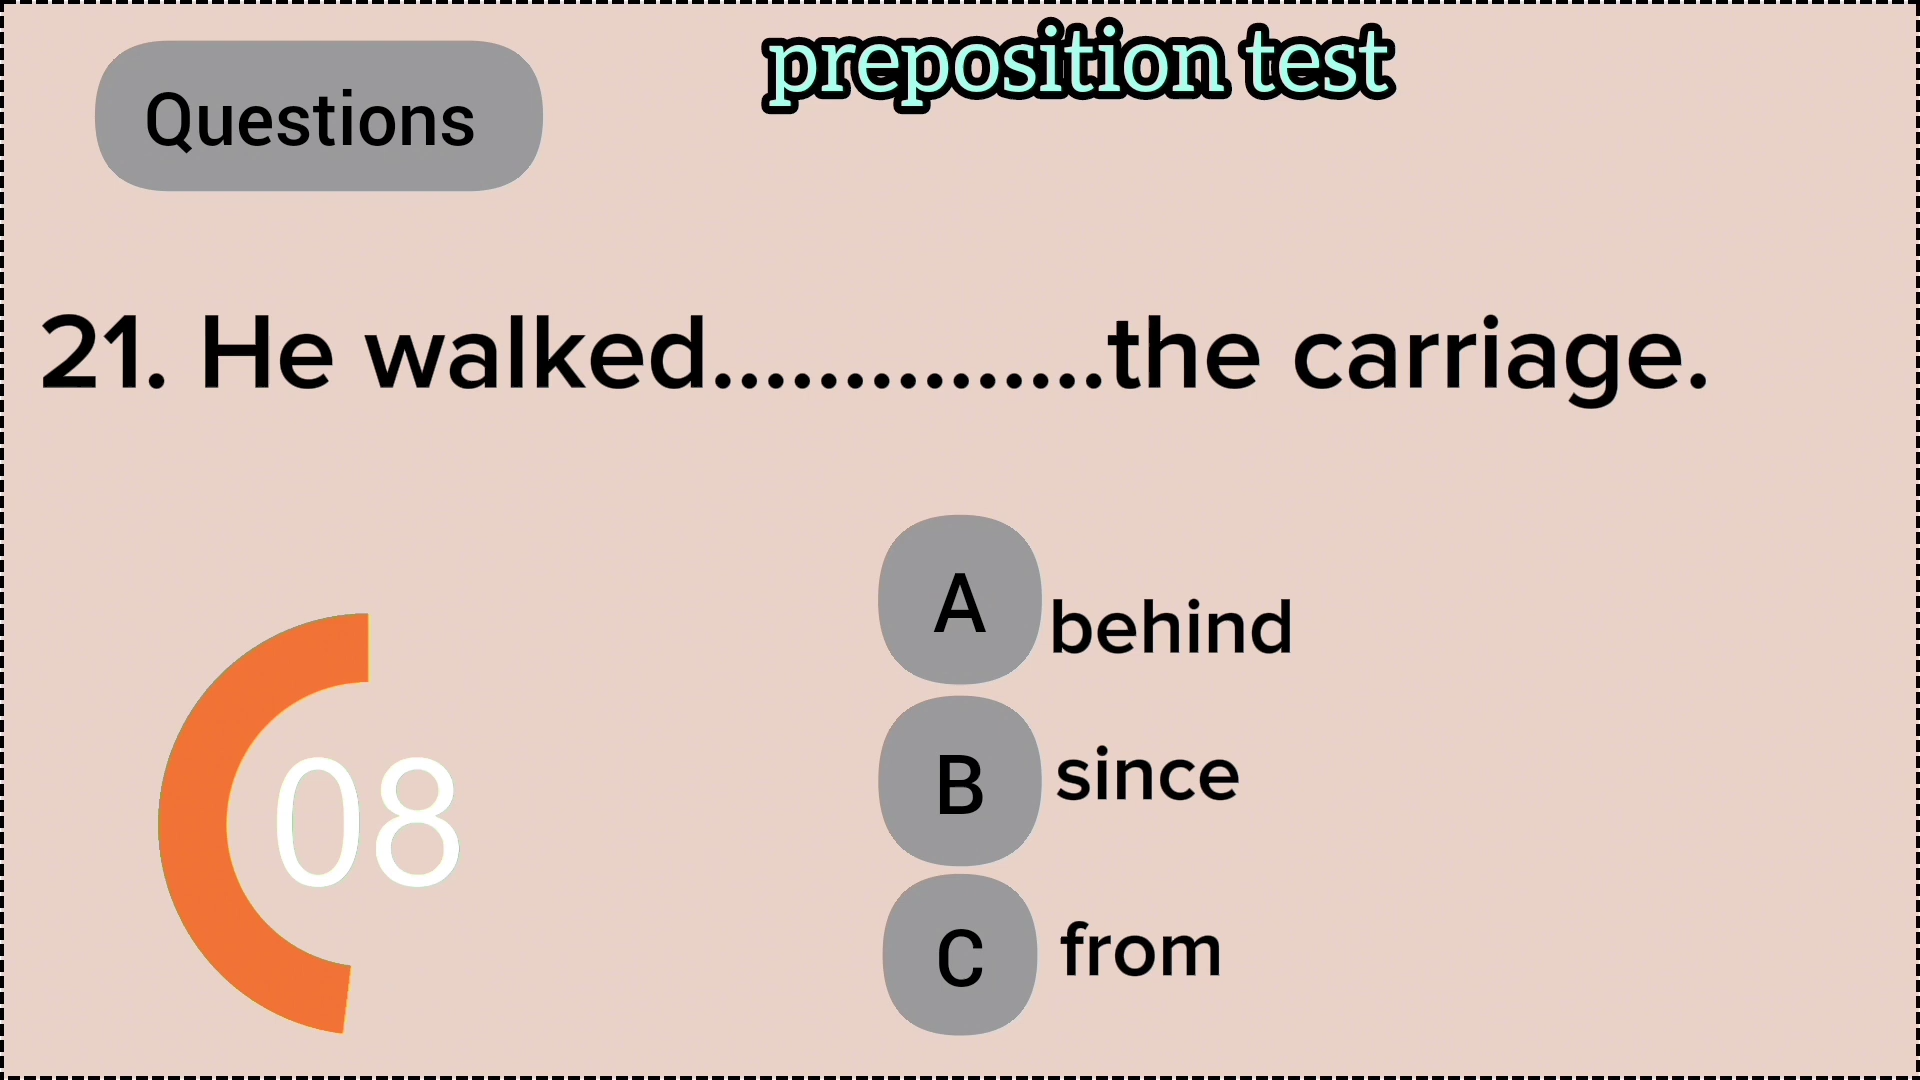 preposition test
Questions
21. He walked...............the carriage.
A behind
B since
C from
08